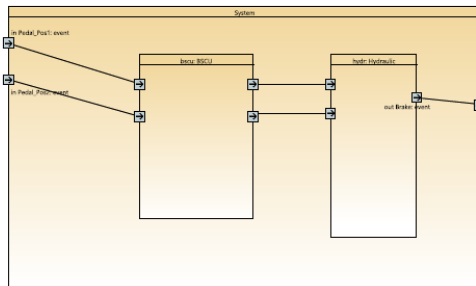 System
in Pedal_Pos1: event
bscu: BSCU
hydr: Hydraulic
in Pedal_Pos2: event
out Brake: event